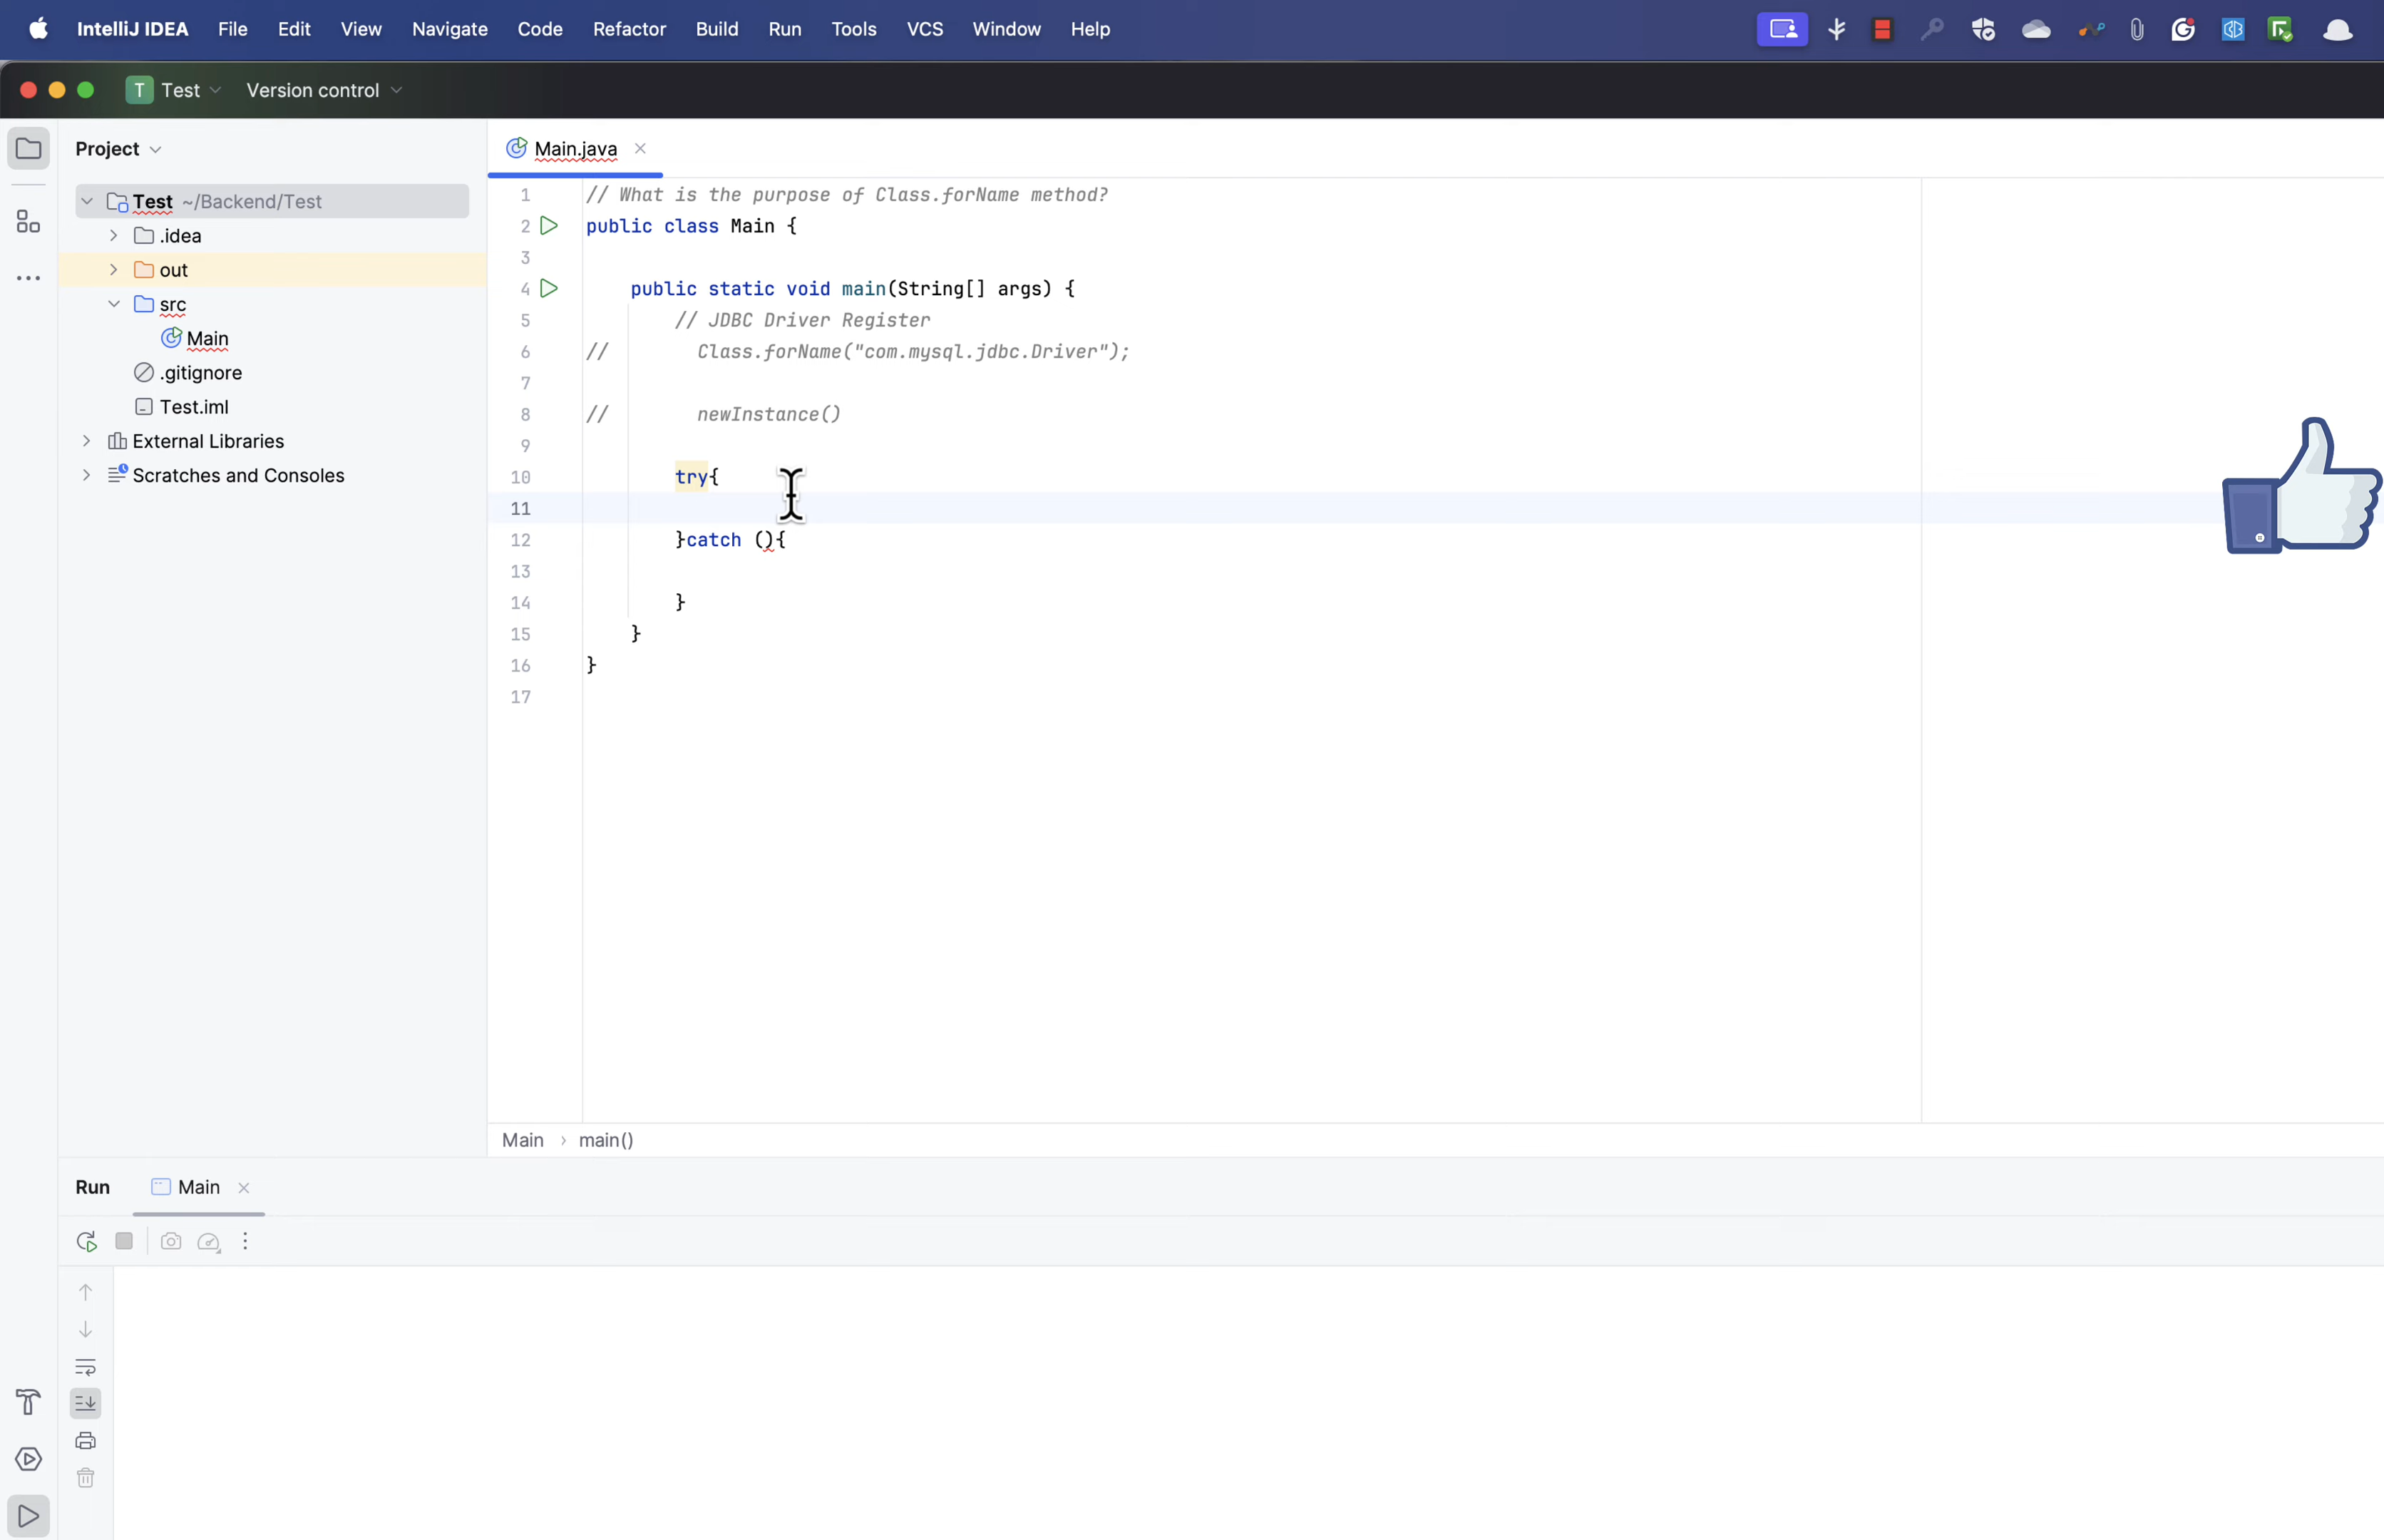 IntelliJ IDEA File Edit View Navigate Code Refactor Build Run Tools VCS Window Help
T Test Version control
Project
Main.java
Test ~/Backend/Test
.idea
out
src
Main
.gitignore
Test.iml
External Libraries
Scratches and Consoles
1 // What is the purpose of Class.forName method?
2 public class Main {
3
4 public static void main(String[] args) {
5 // JDBC Driver Register
6 // Class.forName("com.mysql.jdbc.Driver");
7
8 // newInstance()
9
10 try{
11
12 }catch (){
13
14 }
15 }
16 }
17
Main › main()
Run Main